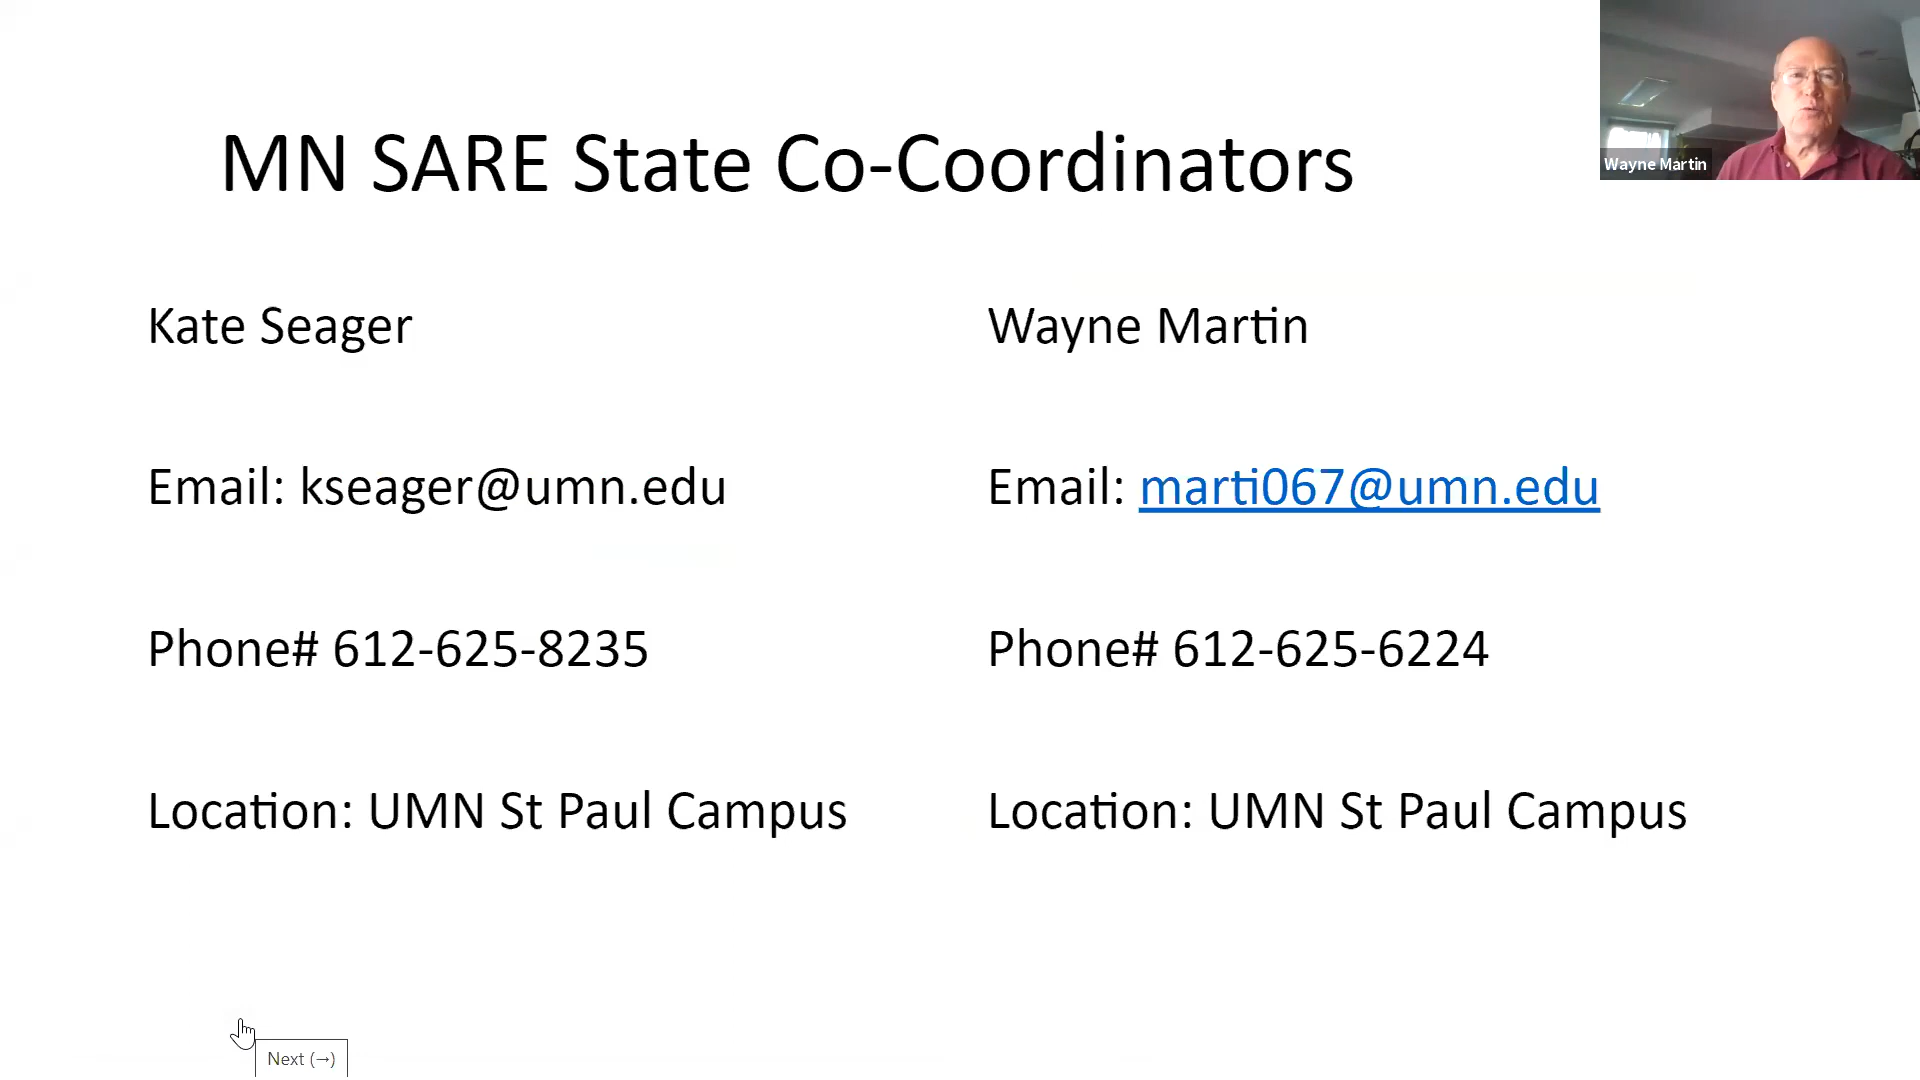 MN SARE State Co-Coordinators
Wayne Martin
Kate Seager
Email: kseager@umn.edu
Phone# 612-625-8235
Location: UMN St Paul Campus
Wayne Martin
Email: marti067@umn.edu
Phone# 612-625-6224
Location: UMN St Paul Campus
Next (→)